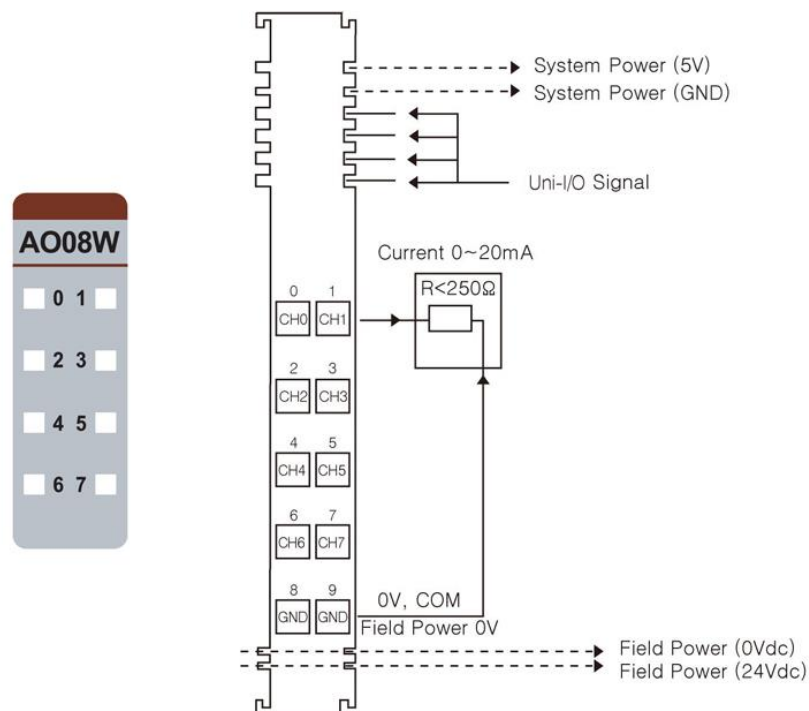 AO08W
0 1
2 3
4 5
6 7
System Power (5V)
System Power (GND)
Uni-I/O Signal
Current 0~20mA
R<250Ω
0 1
CH0 CH1
2 3
CH2 CH3
4 5
CH4 CH5
6 7
CH6 CH7
8 9
GND GND
0V, COM
Field Power 0V
Field Power (0Vdc)
Field Power (24Vdc)